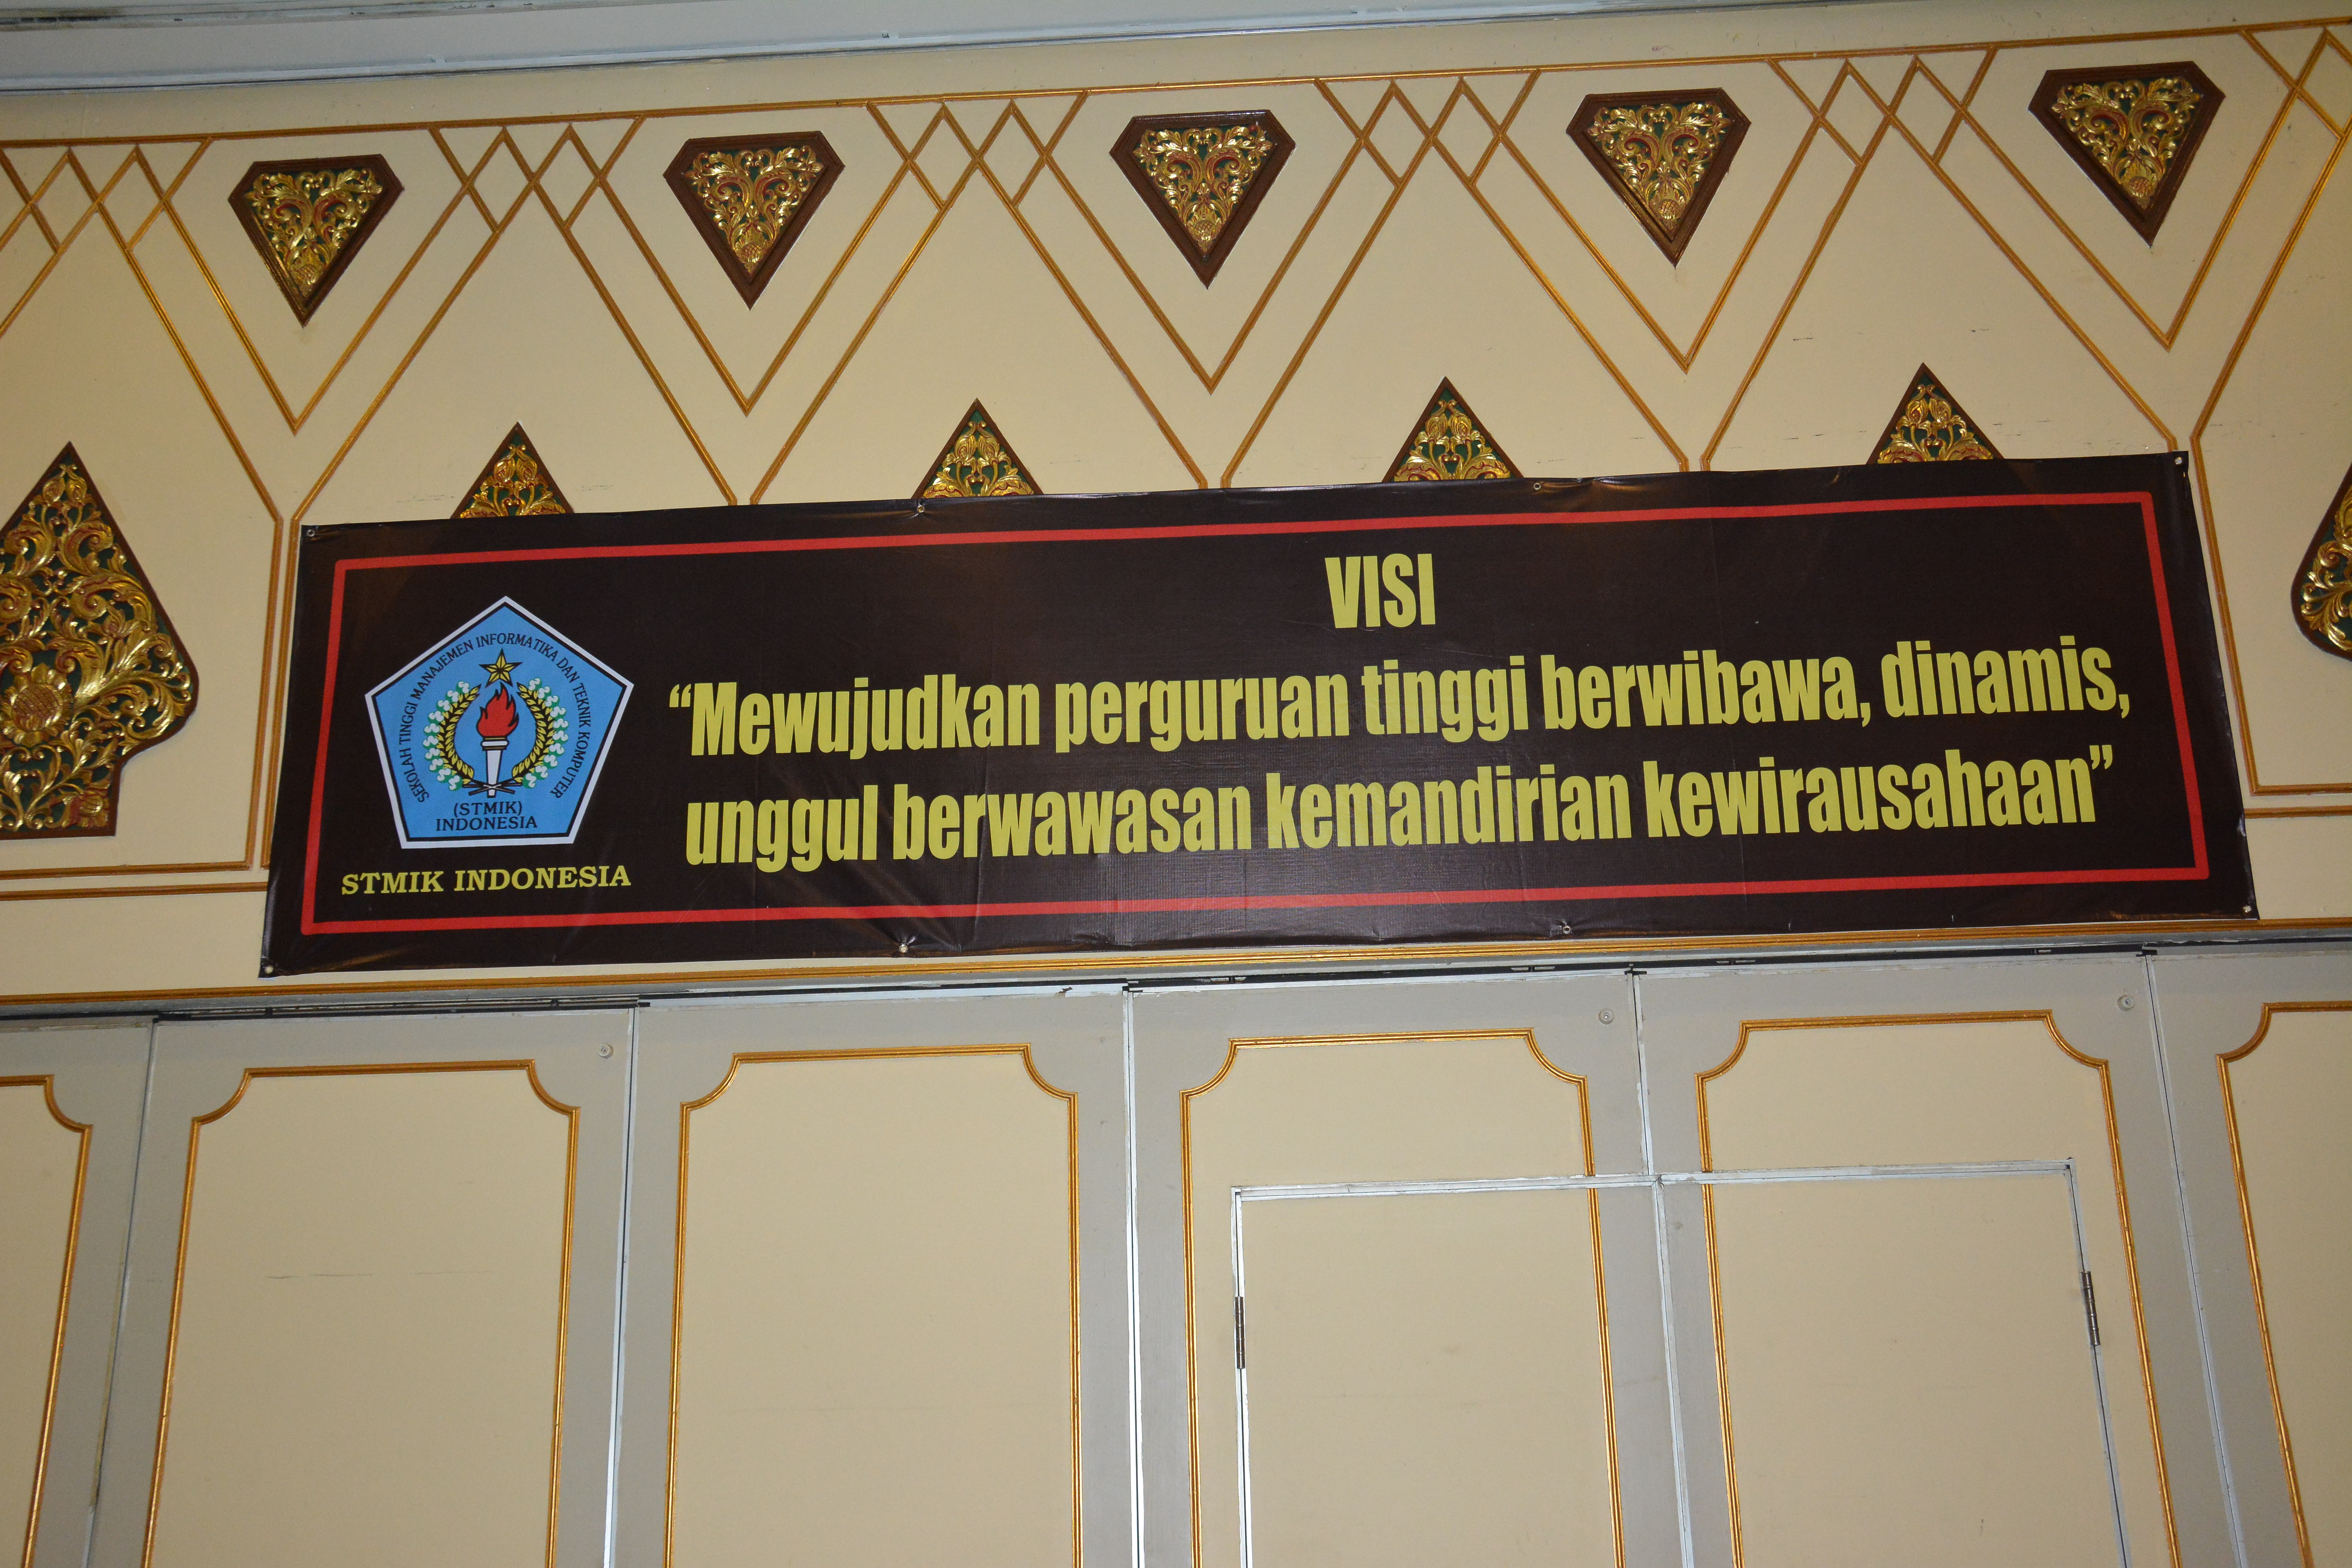 VISI
“Mewujudkan perguruan tinggi berwibawa, dinamis,
unggul berwawasan kemandirian kewirausahaan”
SEKOLAH TINGGI MANAJEMEN INFORMATIKA DAN TEKNIK KOMPUTER
(STMIK)
INDONESIA
STMIK INDONESIA